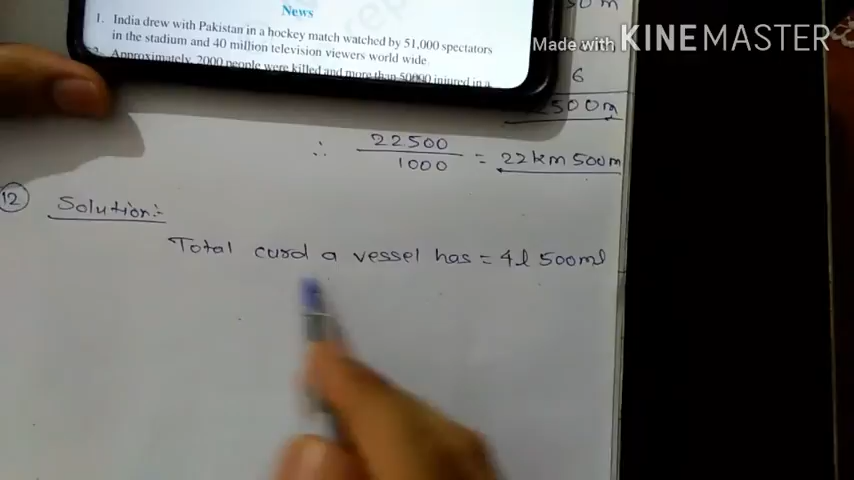 News
1. India drew with Pakistan in a hockey match watched by 51,000 spectators
in the stadium and 40 million television viewers world wide.
Approximately, 2000 people were killed and more than 50000 injured in a
Made with KINEMASTER
6
500m
∴ 22500/1000 = 22km 500m
12 Solution:-
Total curd a vessel has = 4l 500ml